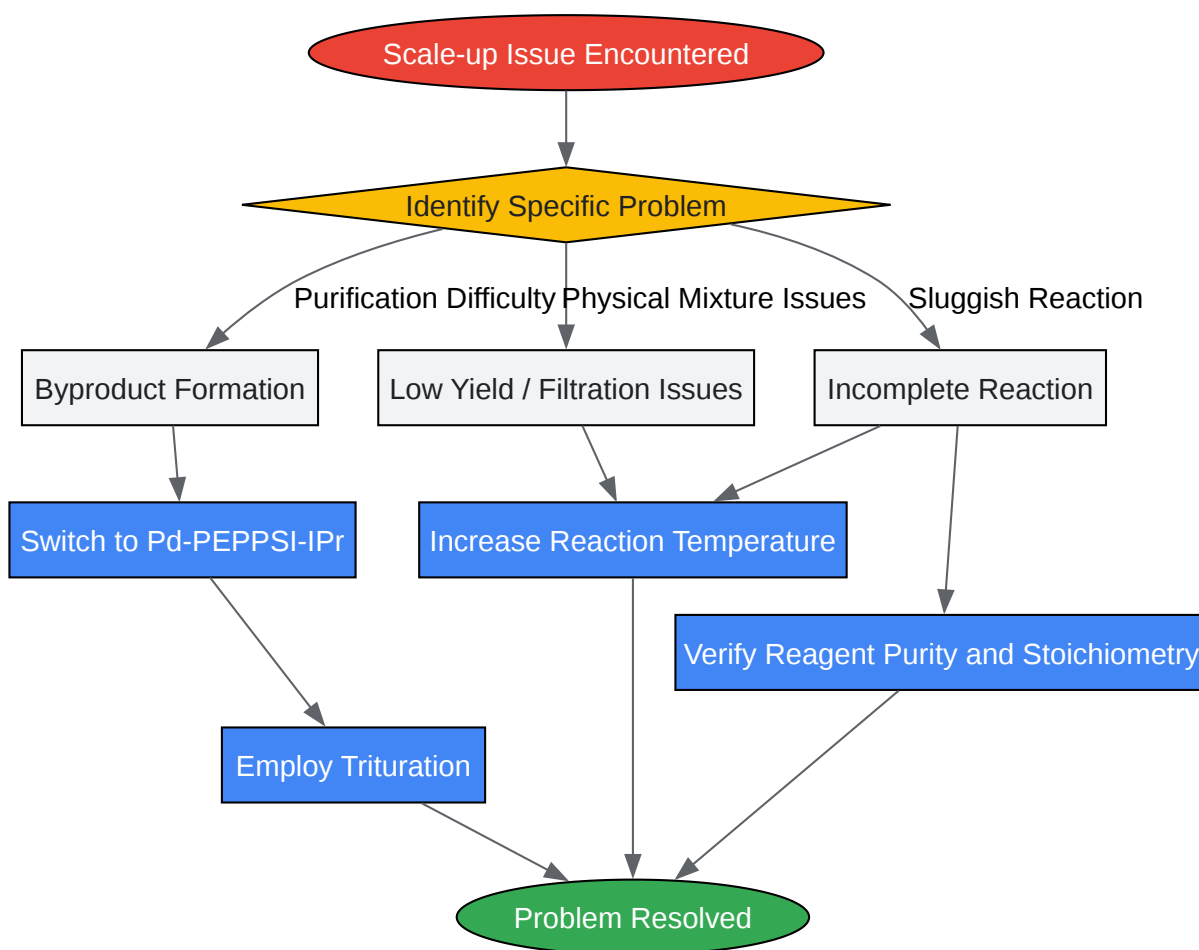 Scale-up Issue Encountered
Identify Specific Problem
Purification Difficulty
Physical Mixture Issues
Sluggish Reaction
Byproduct Formation
Low Yield / Filtration Issues
Incomplete Reaction
Switch to Pd-PEPPSI-IPr
Increase Reaction Temperature
Verify Reagent Purity and Stoichiometry
Employ Trituration
Problem Resolved